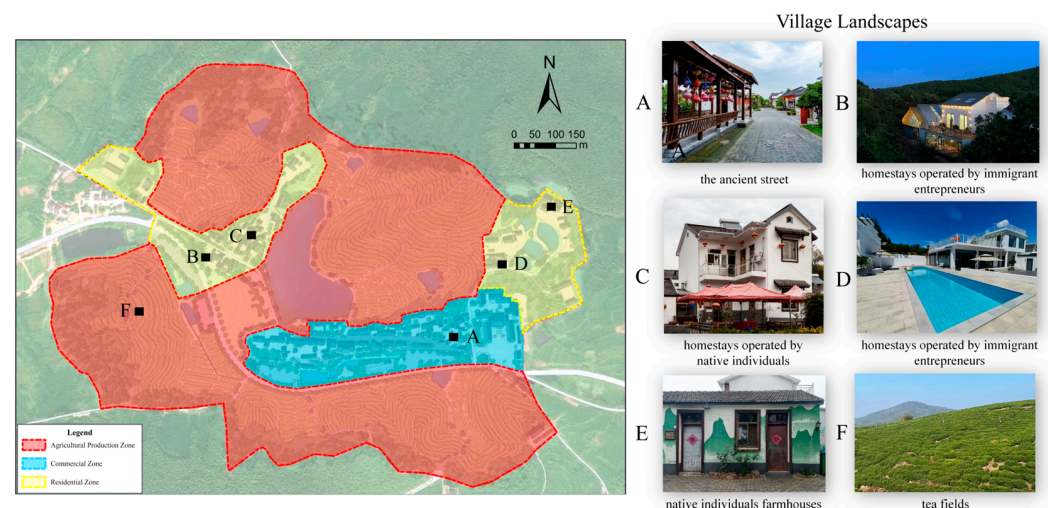 Village Landscapes
N
0 50 100 150
m
A
B
C
D
E
F
Legend
Agricultural Production Zone
Commercial Zone
Residential Zone
A
the ancient street
B
homestays operated by immigrant
entrepreneurs
C
homestays operated by
native individuals
D
homestays operated by immigrant
entrepreneurs
E
native individuals farmhouses
F
tea fields